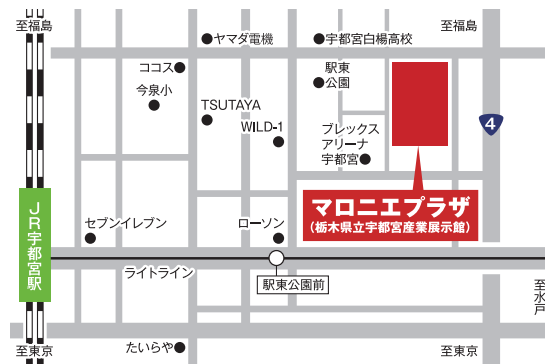 至福島
至福島
ヤマダ電機
宇都宮白楊高校
ココス
駅東
公園
今泉小
TSUTAYA
WILD-1
ブレックス
アリーナ
宇都宮
4
マロニエプラザ
(栃木県立宇都宮産業展示館)
JR宇都宮駅
セブンイレブン
ローソン
ライトライン
駅東公園前
至水戸
至東京
たいらや
至東京